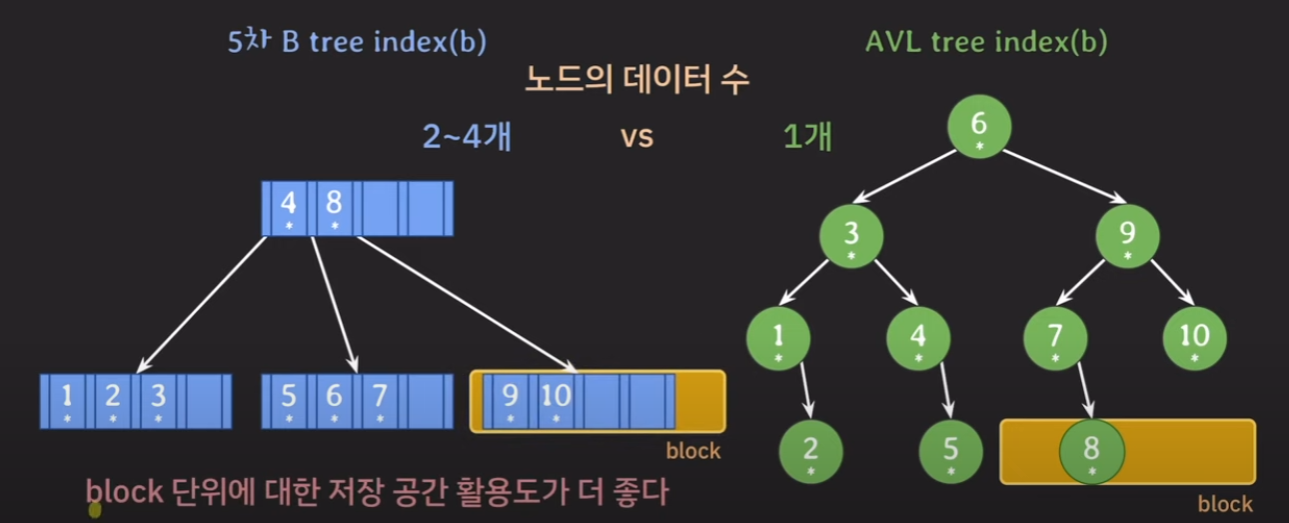 5차 B tree index(b)
AVL tree index(b)
노드의 데이터 수
2~4개 vs 1개
4 8
* *
1 2 3
* * *
5 6 7
* * *
9 10
* *
block
6
*
3 9
* *
1 4 7 10
* * * *
2 5 8
* * *
block
block 단위에 대한 저장 공간 활용도가 더 좋다